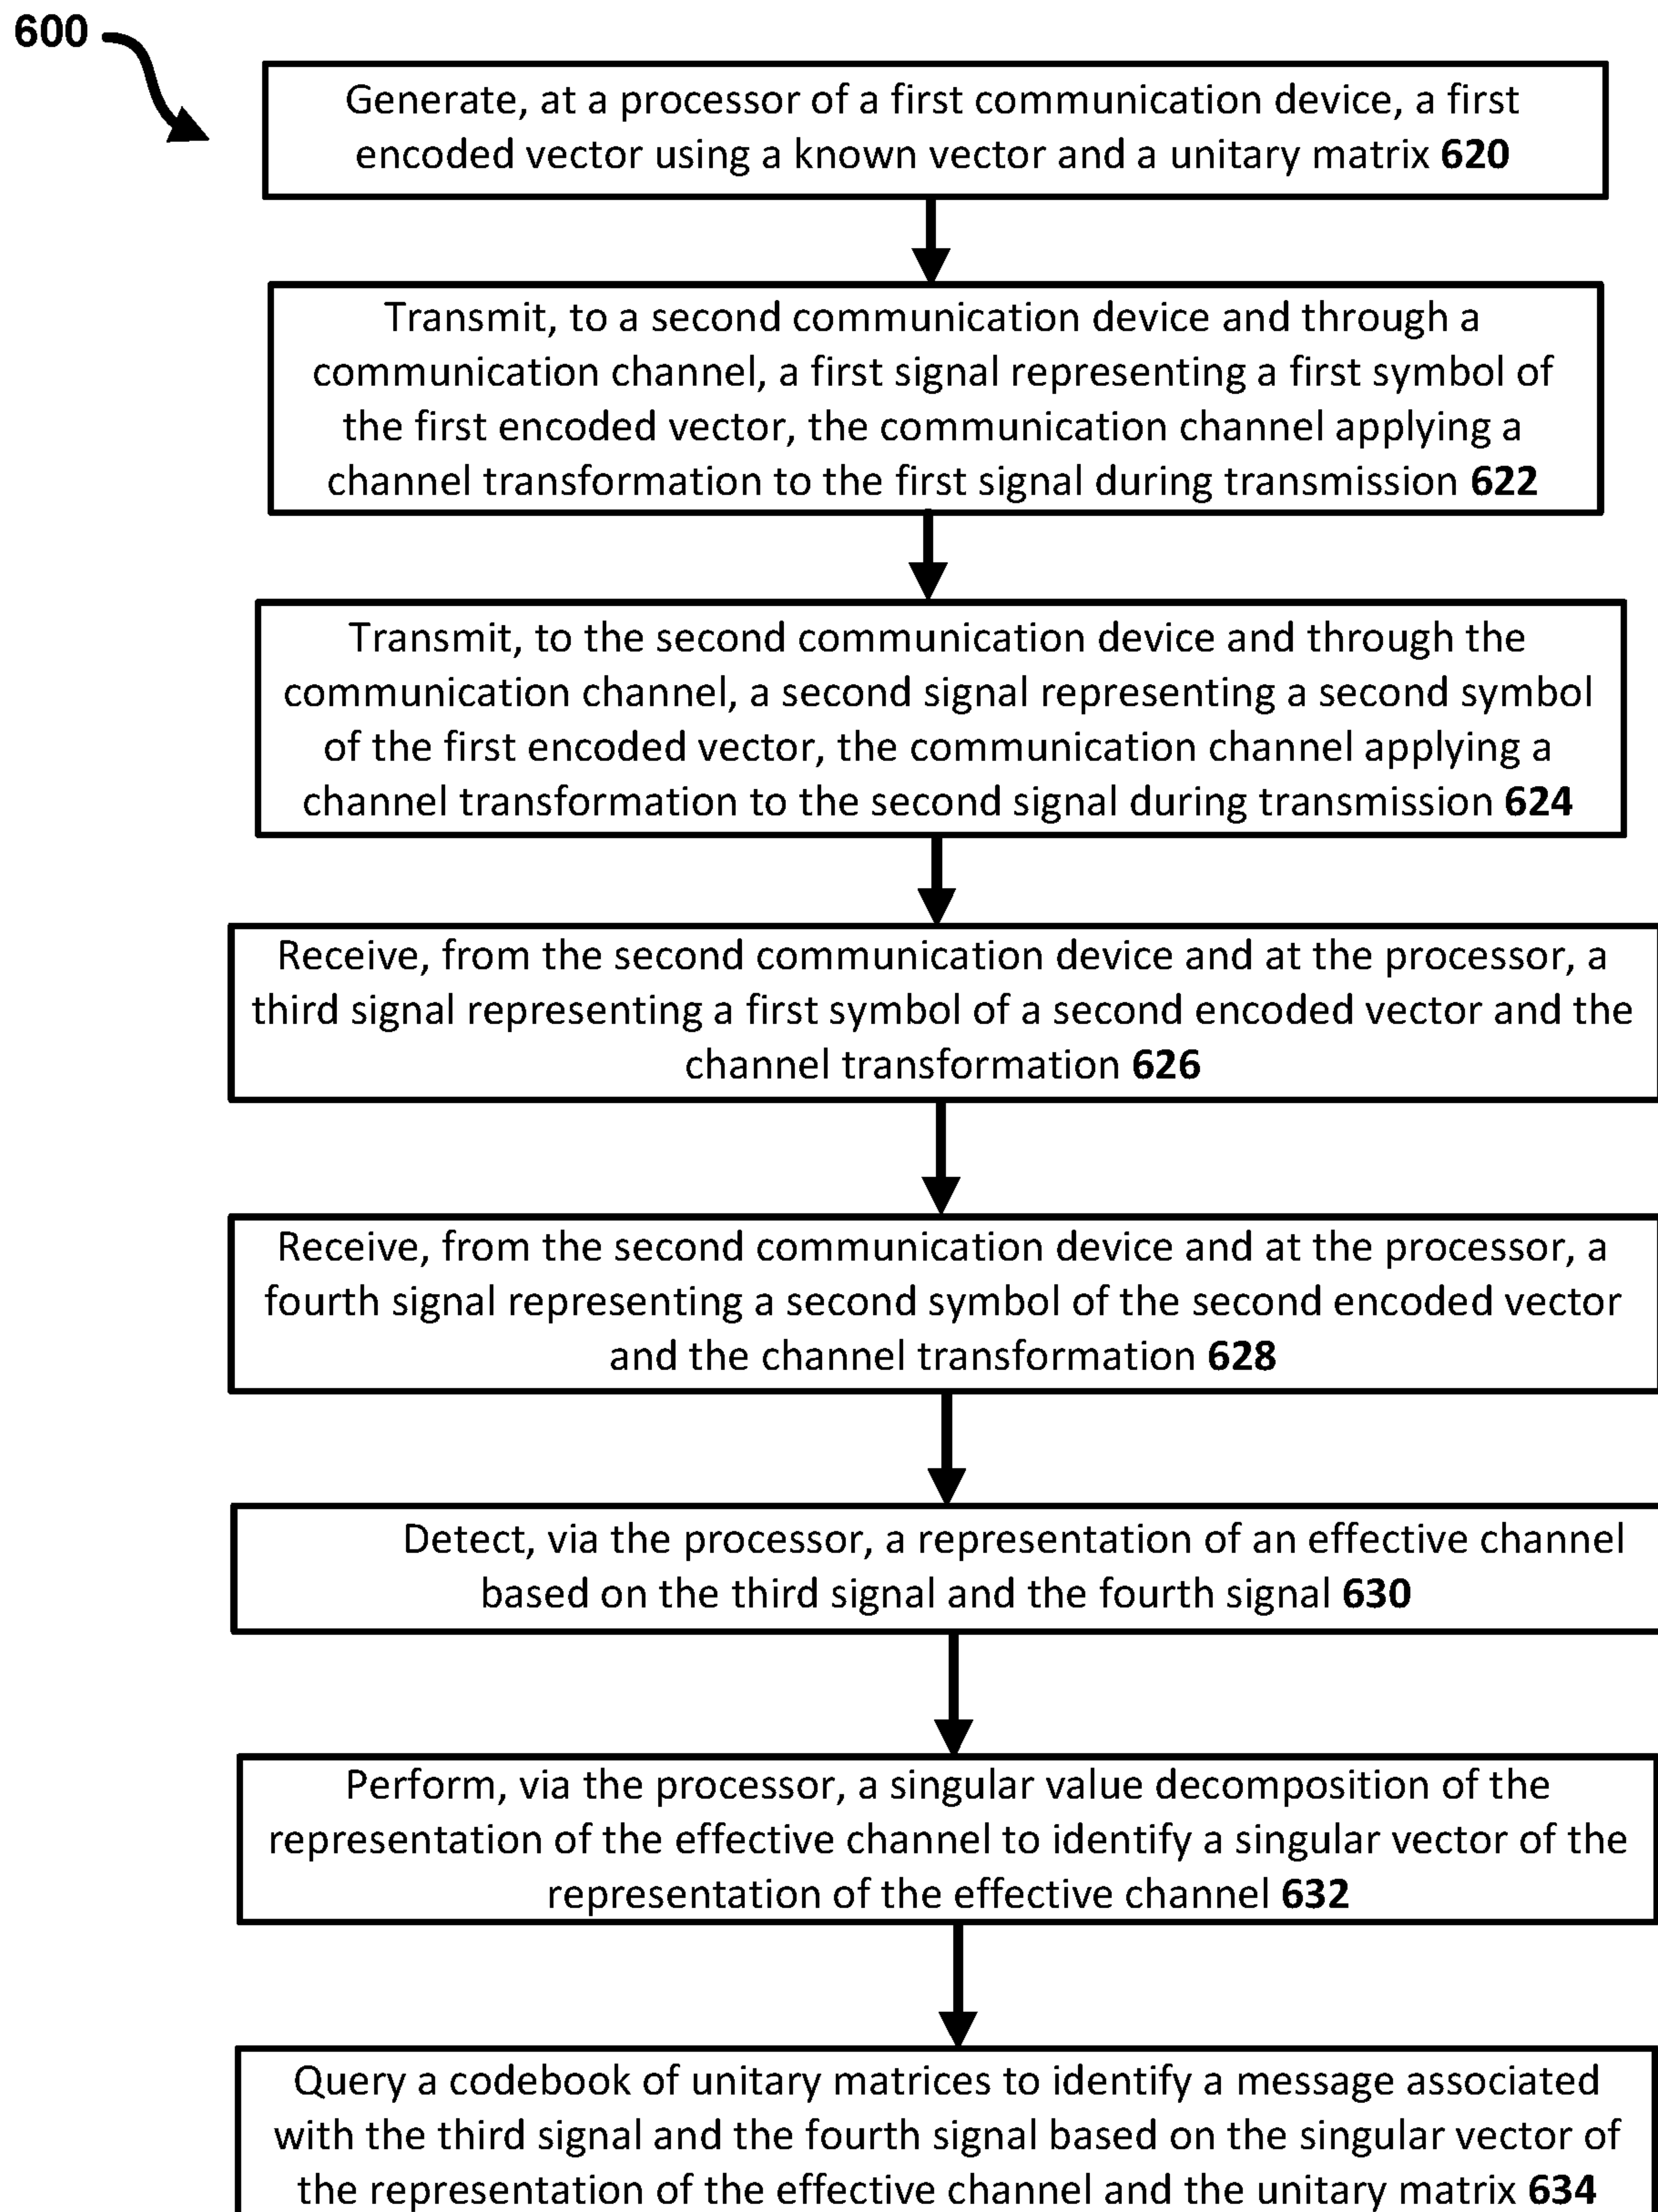 600
Generate, at a processor of a first communication device, a first
encoded vector using a known vector and a unitary matrix 620
Transmit, to a second communication device and through a
communication channel, a first signal representing a first symbol of
the first encoded vector, the communication channel applying a
channel transformation to the first signal during transmission 622
Transmit, to the second communication device and through the
communication channel, a second signal representing a second symbol
of the first encoded vector, the communication channel applying a
channel transformation to the second signal during transmission 624
Receive, from the second communication device and at the processor, a
third signal representing a first symbol of a second encoded vector and the
channel transformation 626
Receive, from the second communication device and at the processor, a
fourth signal representing a second symbol of the second encoded vector
and the channel transformation 628
Detect, via the processor, a representation of an effective channel
based on the third signal and the fourth signal 630
Perform, via the processor, a singular value decomposition of the
representation of the effective channel to identify a singular vector of the
representation of the effective channel 632
Query a codebook of unitary matrices to identify a message associated
with the third signal and the fourth signal based on the singular vector of
the representation of the effective channel and the unitary matrix 634